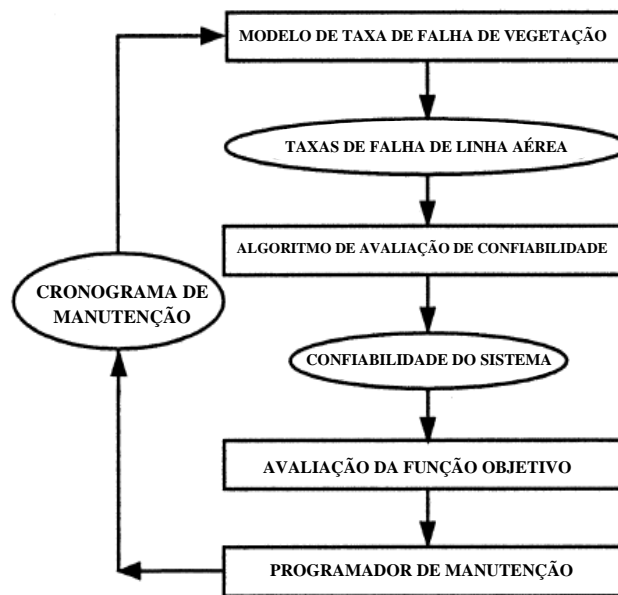 MODELO DE TAXA DE FALHA DE VEGETAÇÃO
TAXAS DE FALHA DE LINHA AÉREA
ALGORITMO DE AVALIAÇÃO DE CONFIABILIDADE
CRONOGRAMA DE
MANUTENÇÃO
CONFIABILIDADE DO SISTEMA
AVALIAÇÃO DA FUNÇÃO OBJETIVO
PROGRAMADOR DE MANUTENÇÃO